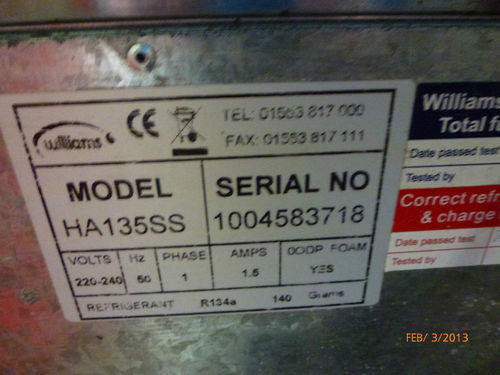 williams CE TEL: 01553 817 000
FAX: 01553 817 111
MODEL SERIAL NO
HA135SS 1004583718
VOLTS Hz PHASE AMPS 0ODP FOAM
220-240 50 1 1.5 YES
REFRIGERANT R134a 140 Grams
Williams
Total
Date passed test
Tested by
Correct refr
& charge
Date passed test
Tested by
FEB/ 3/2013